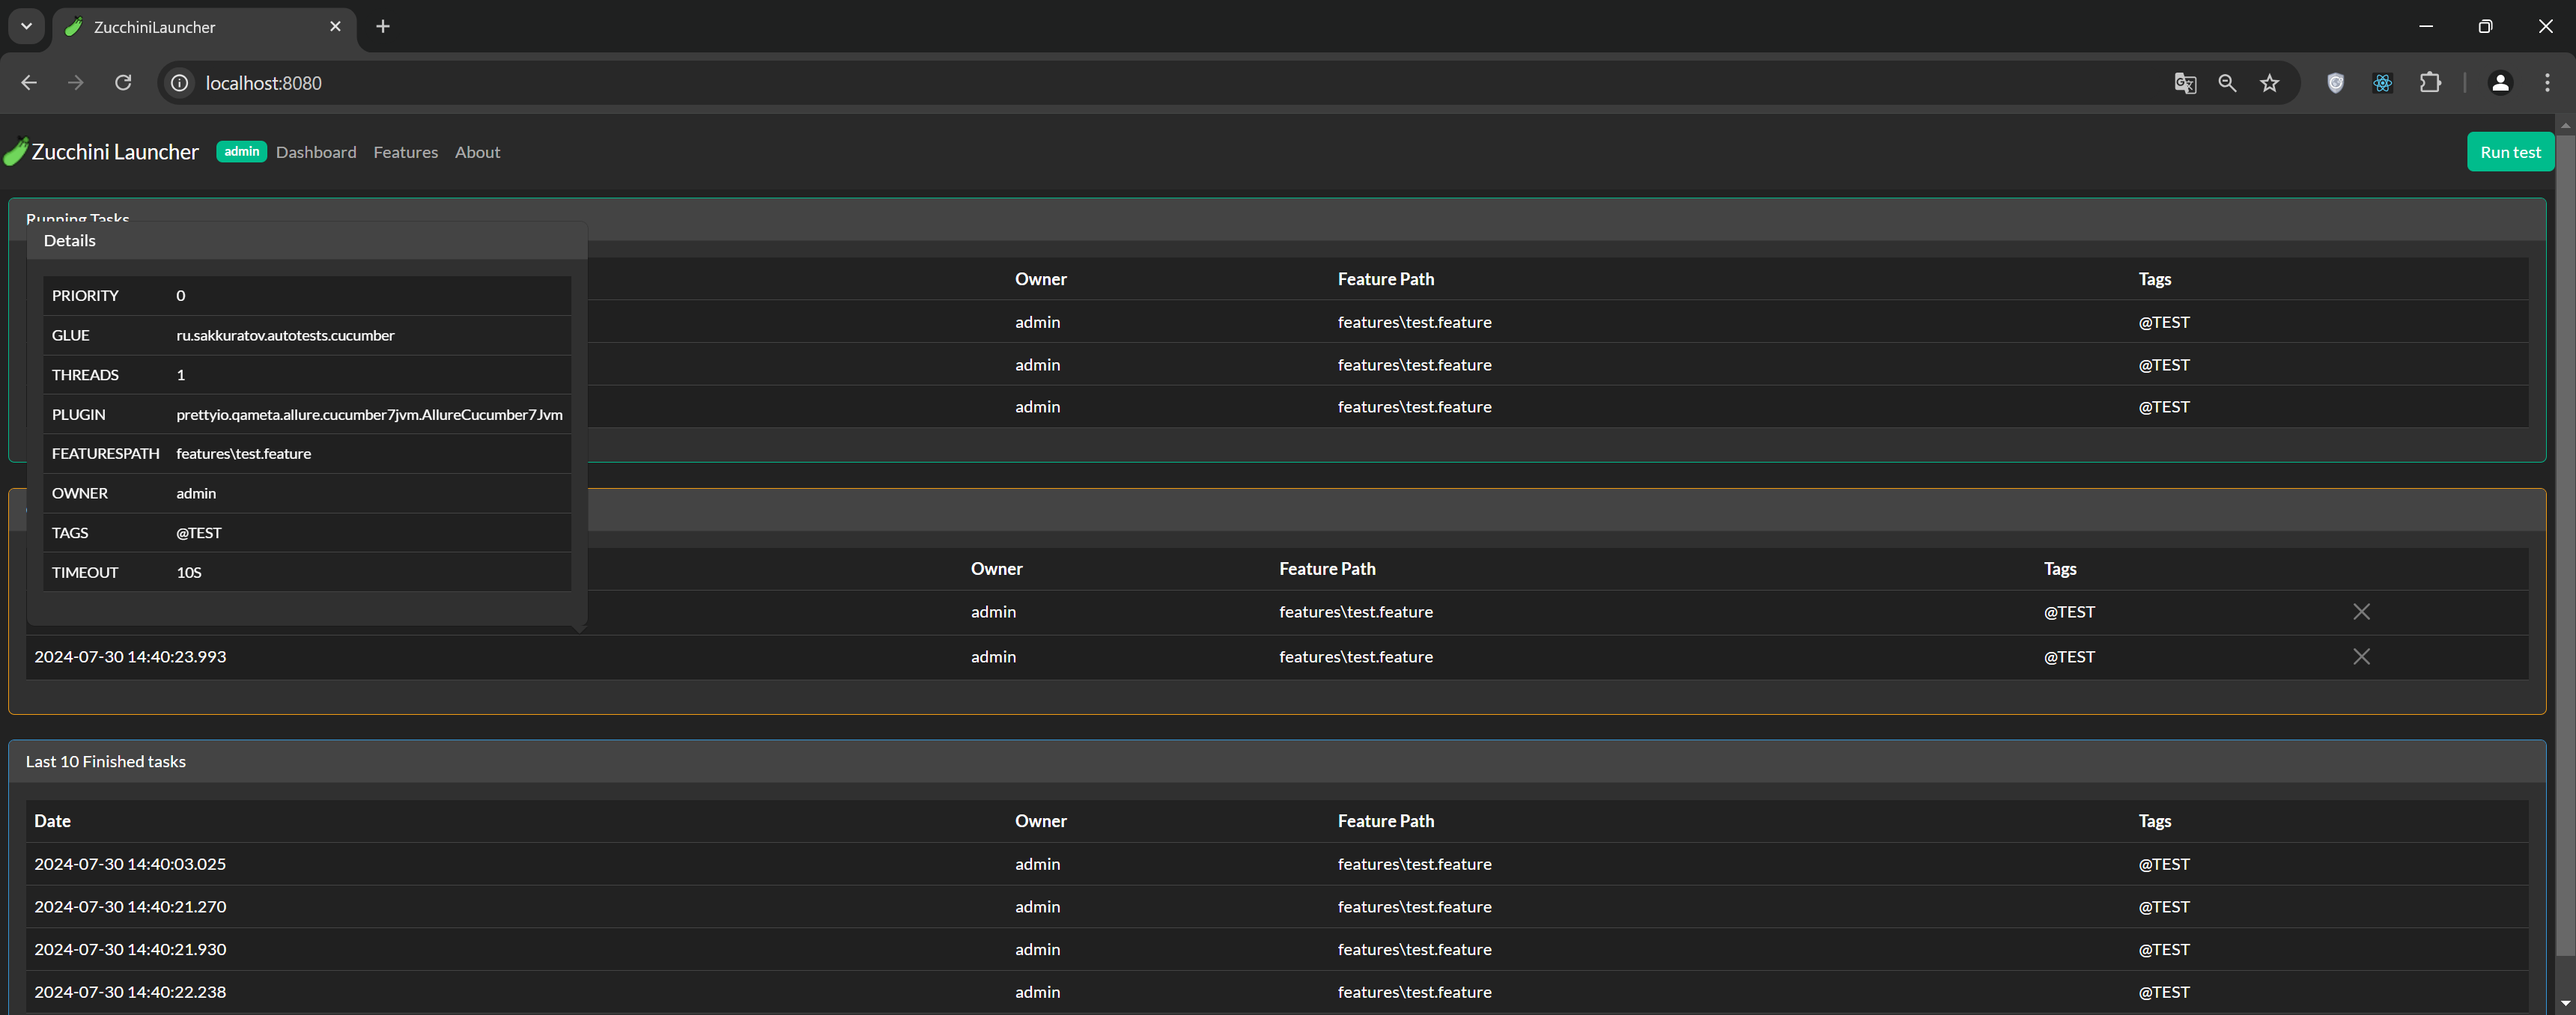 ZucchiniLauncher
localhost:8080
Zucchini Launcher admin Dashboard Features About Run test
Running Tasks
Details
PRIORITY 0
GLUE ru.sakkuratov.autotests.cucumber
THREADS 1
PLUGIN prettyio.qameta.allure.cucumber7jvm.AllureCucumber7Jvm
FEATURESPATH features\test.feature
OWNER admin
TAGS @TEST
TIMEOUT 10S
Owner Feature Path Tags
admin features\test.feature @TEST
admin features\test.feature @TEST
admin features\test.feature @TEST
Owner Feature Path Tags
admin features\test.feature @TEST
2024-07-30 14:40:23.993 admin features\test.feature @TEST
Last 10 Finished tasks
Date Owner Feature Path Tags
2024-07-30 14:40:03.025 admin features\test.feature @TEST
2024-07-30 14:40:21.270 admin features\test.feature @TEST
2024-07-30 14:40:21.930 admin features\test.feature @TEST
2024-07-30 14:40:22.238 admin features\test.feature @TEST